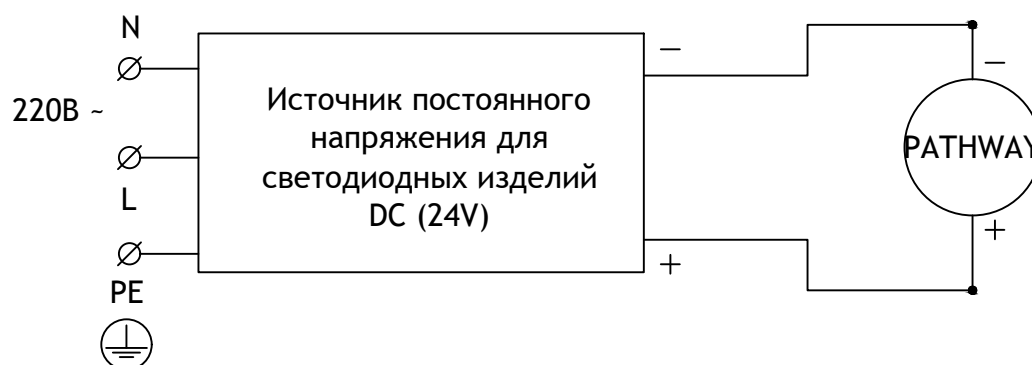 N
220В ~
L
PE
Источник постоянного
напряжения для
светодиодных изделий
DC (24V)
−
+
−
PATHWAY
+